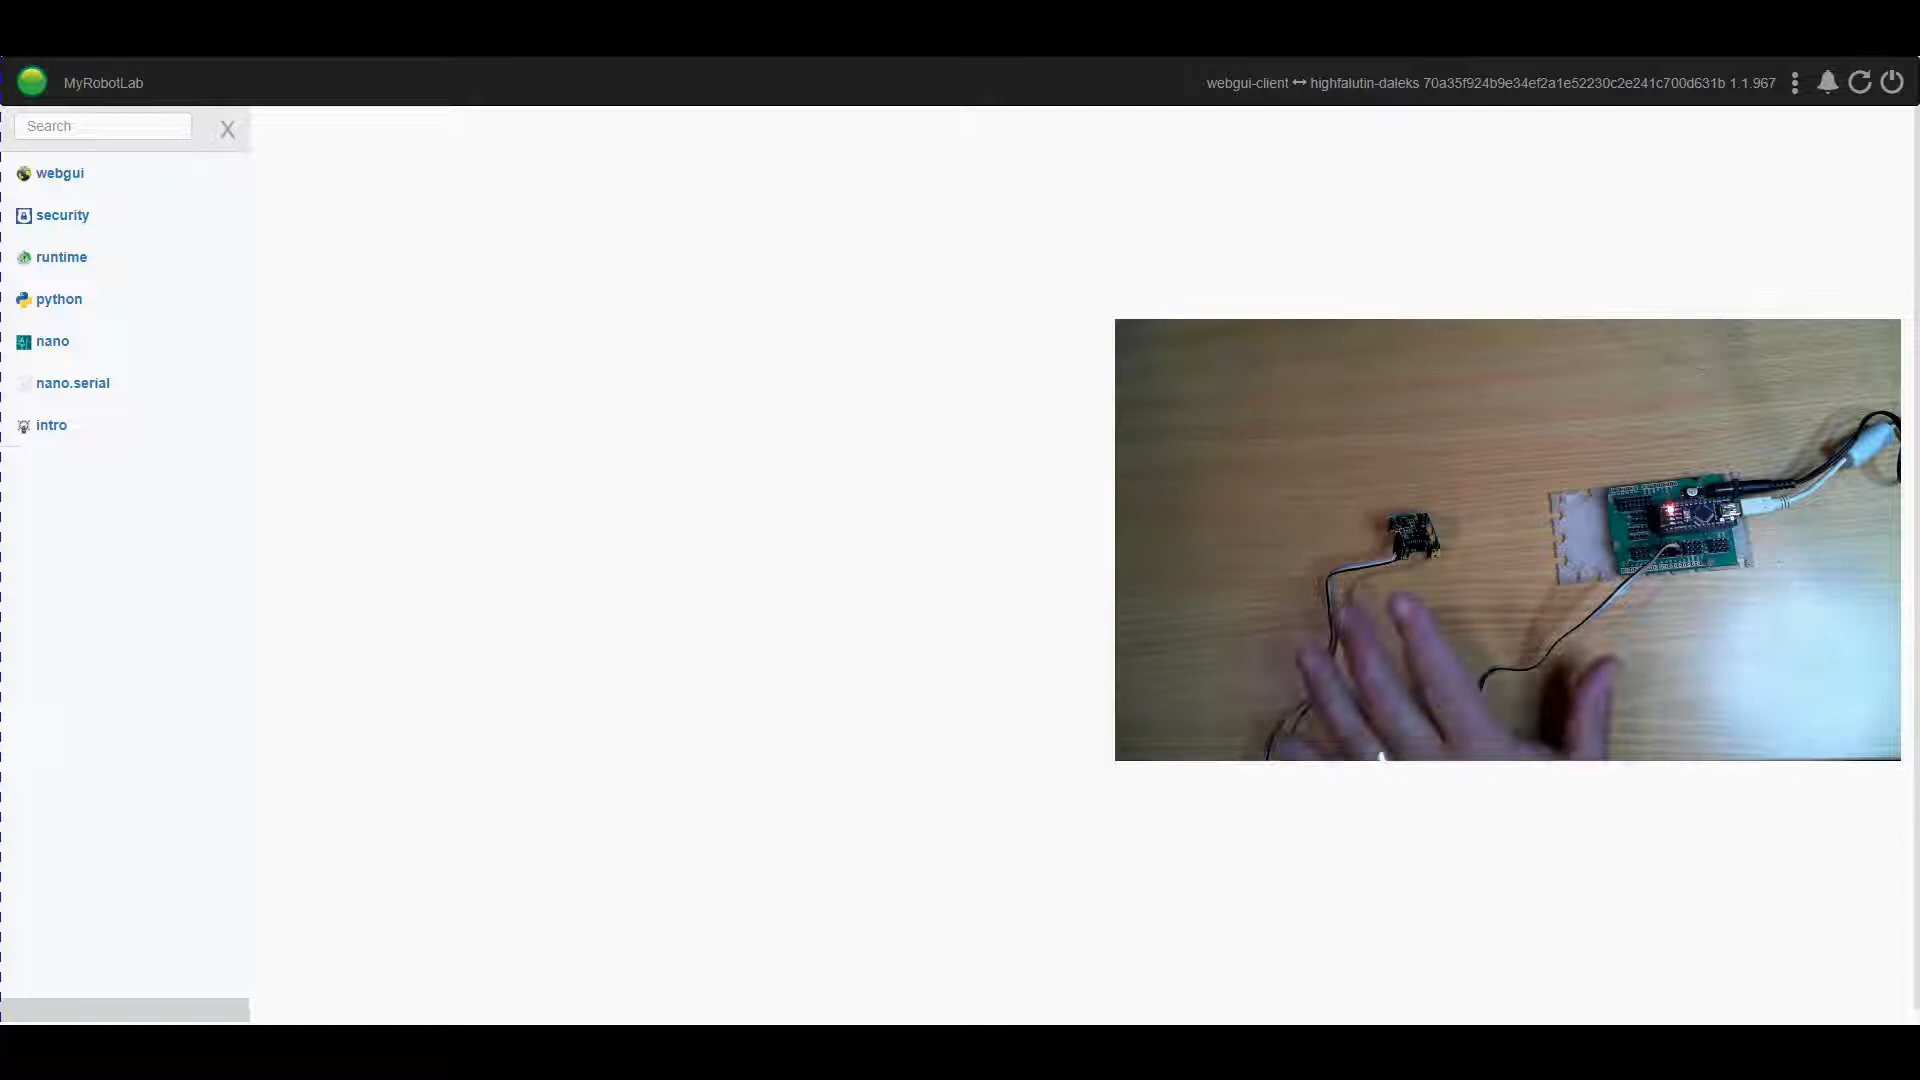 MyRobotLab
webgui-client ↔ highfalutin-daleks 70a35f924b9e34ef2a1e52230c2e241c700d631b 1.1.967
Search X
webgui
security
runtime
python
nano
nano.serial
intro